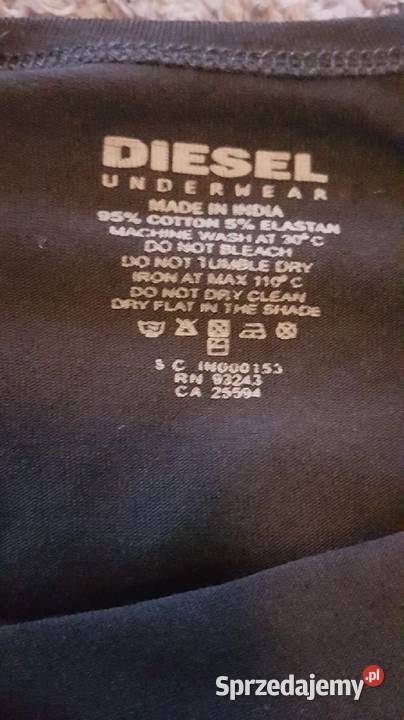 DIESEL
UNDERWEAR
MADE IN INDIA
95% COTTON 5% ELASTAN
MACHINE WASH AT 30°C
DO NOT BLEACH
DO NOT TUMBLE DRY
IRON AT MAX 110°C
DO NOT DRY CLEAN
DRY FLAT IN THE SHADE
S C IN000153
RN 93243
CA 25594
Sprzedajemy.pl